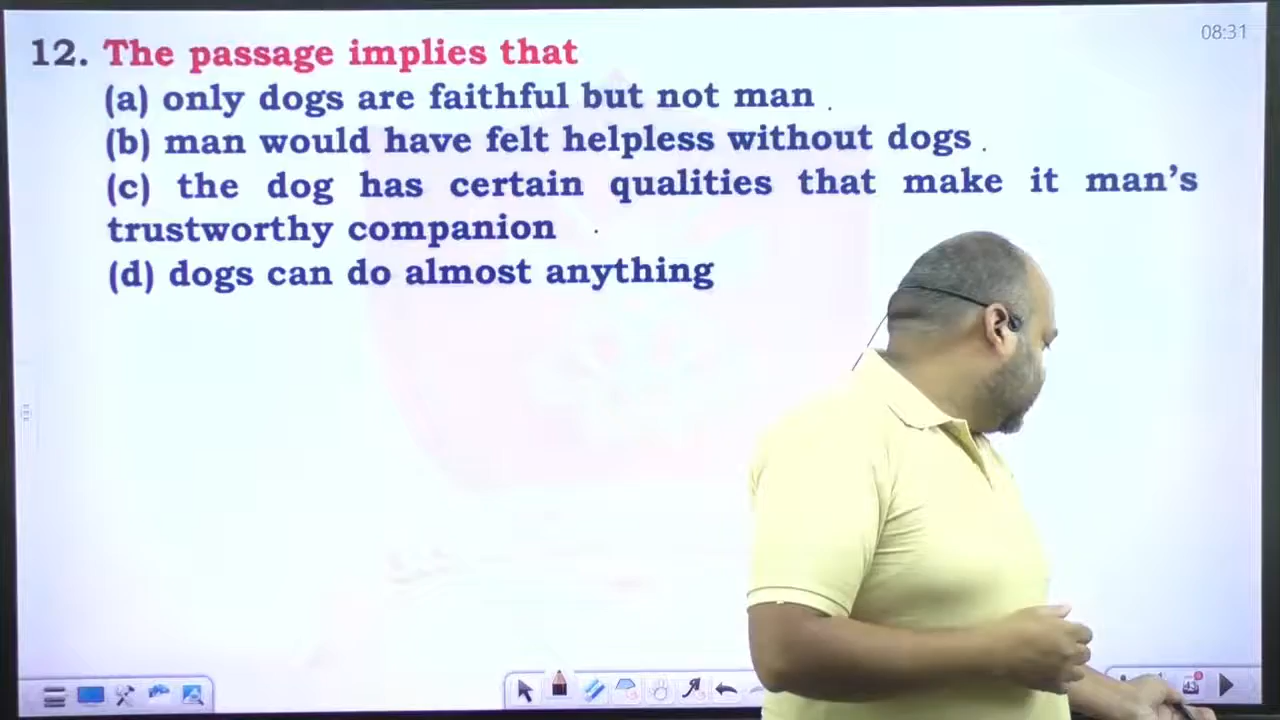 08:31
12. The passage implies that
(a) only dogs are faithful but not man .
(b) man would have felt helpless without dogs .
(c) the dog has certain qualities that make it man's
trustworthy companion .
(d) dogs can do almost anything
43